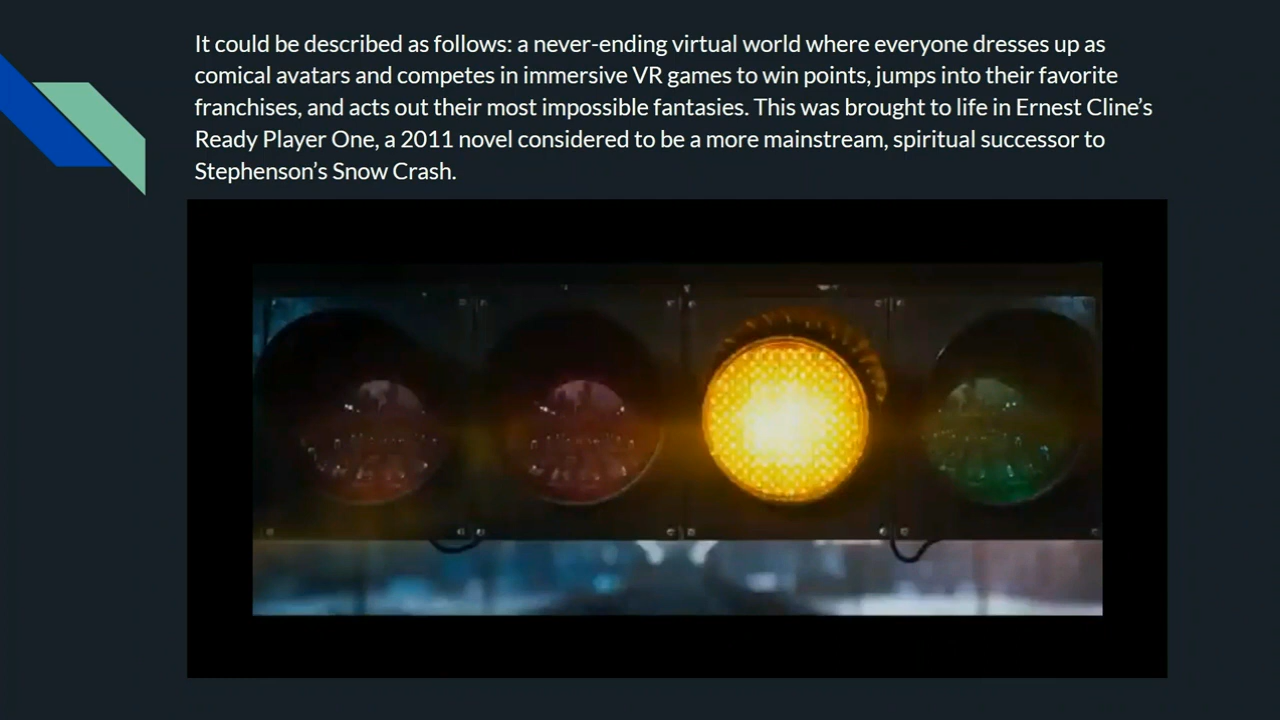 It could be described as follows: a never-ending virtual world where everyone dresses up as
comical avatars and competes in immersive VR games to win points, jumps into their favorite
franchises, and acts out their most impossible fantasies. This was brought to life in Ernest Cline’s
Ready Player One, a 2011 novel considered to be a more mainstream, spiritual successor to
Stephenson’s Snow Crash.